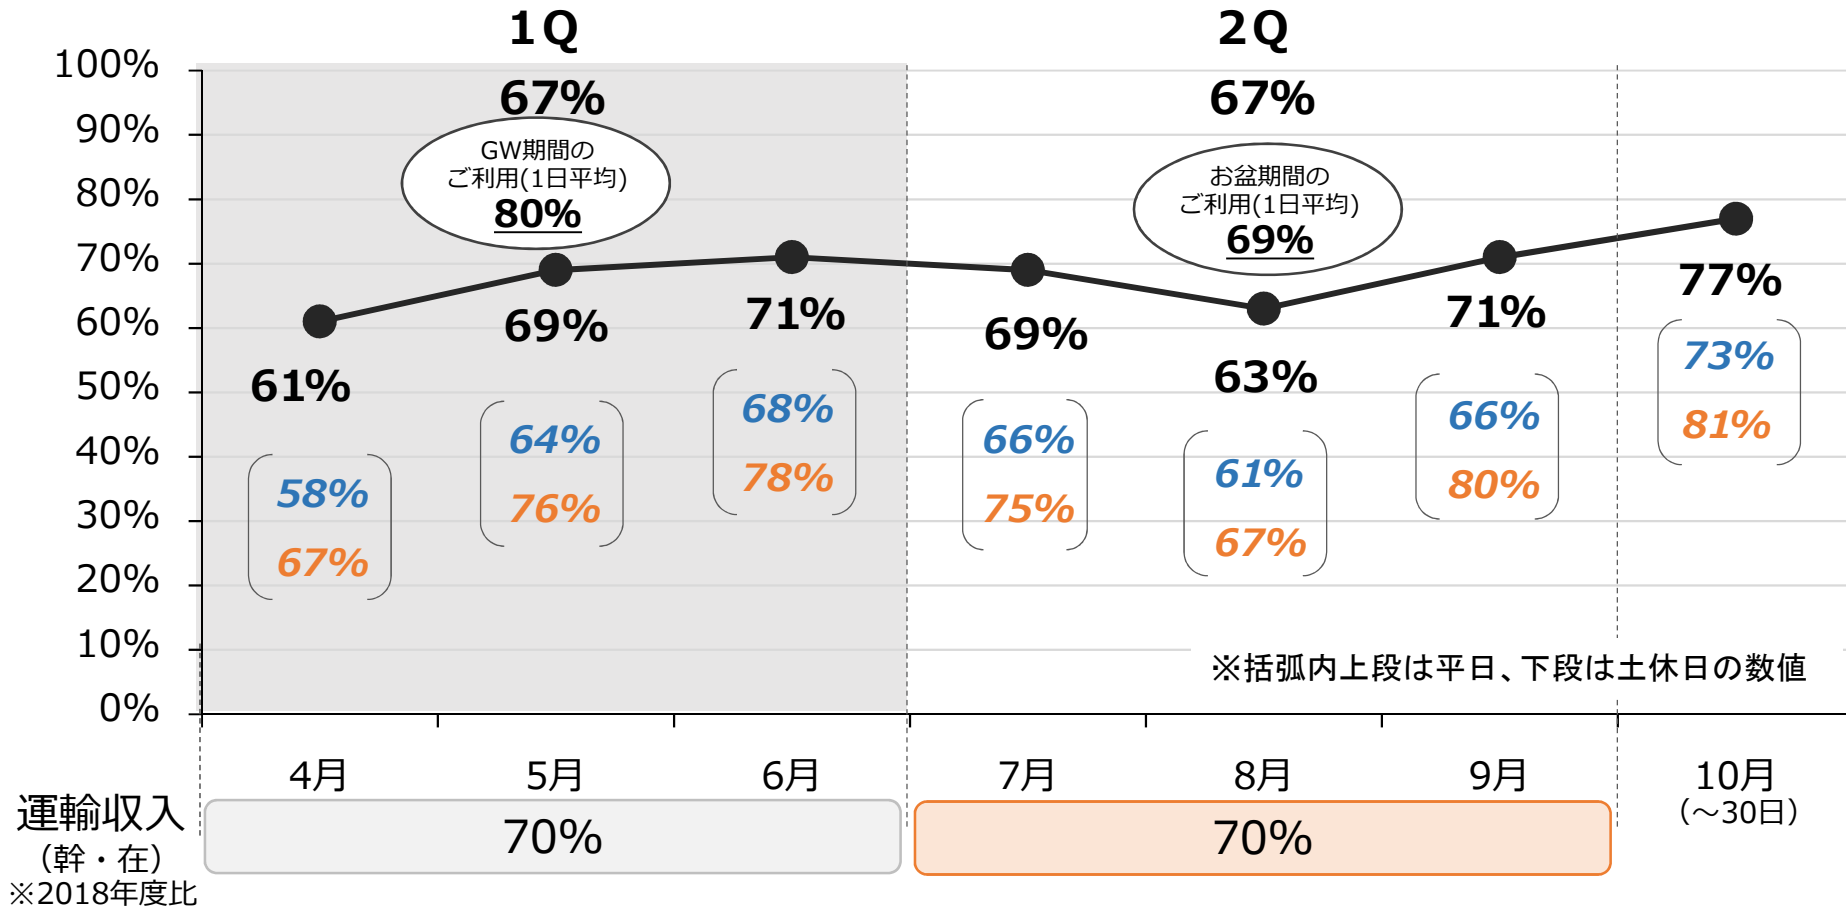 1Q
2Q
100%
90%
80%
70%
60%
50%
40%
30%
20%
10%
0%
67%
GW期間の
ご利用(1日平均)
80%
67%
お盆期間の
ご利用(1日平均)
69%
61%
58%
67%
69%
64%
76%
71%
68%
78%
69%
66%
75%
63%
61%
67%
71%
66%
80%
77%
73%
81%
※括弧内上段は平日、下段は土休日の数値
4月
5月
6月
7月
8月
9月
10月
（～30日）
運輸収入
（幹・在）
※2018年度比
70%
70%